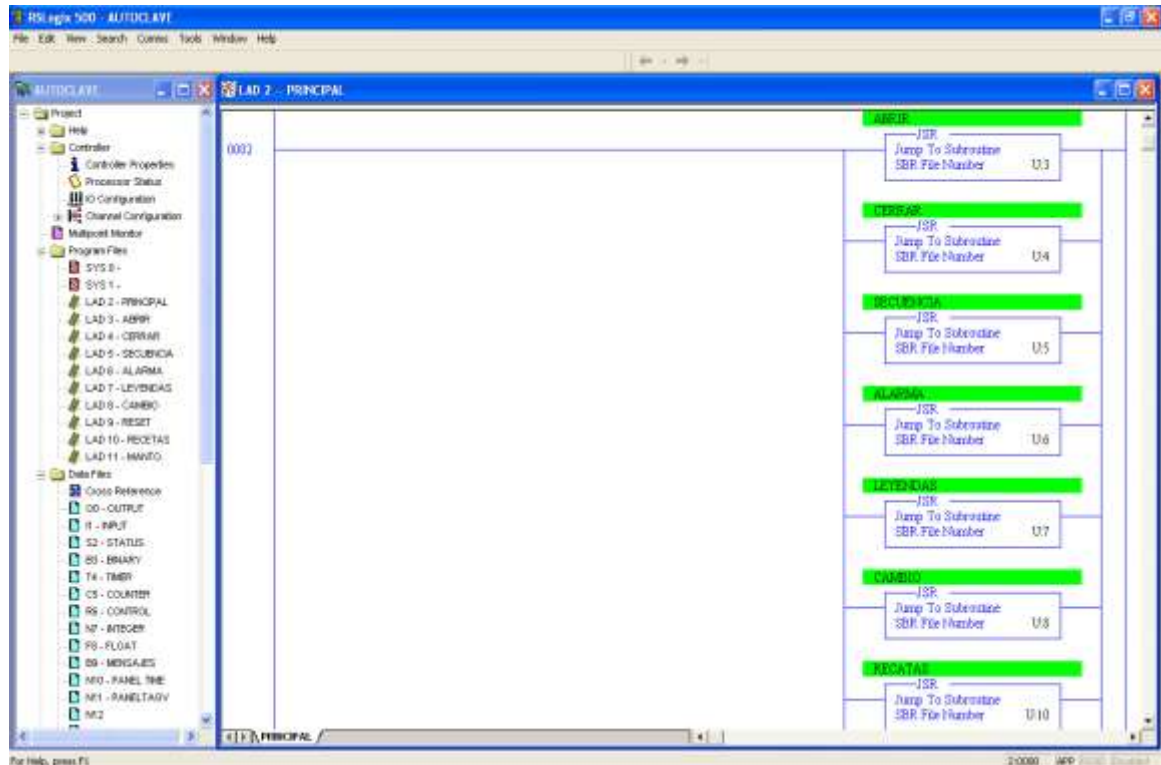 RSLogix 500 - AUTOCLAVE
File Edit View Search Comms Tools Window Help
AUTOCLAVE
Project
Help
Controller
Controller Properties
Processor Status
IO Configuration
Channel Configuration
Multipoint Monitor
Program Files
SYS 0 -
SYS 1 -
LAD 2 - PRINCIPAL
LAD 3 - ABRIR
LAD 4 - CERRAR
LAD 5 - SECUENCIA
LAD 6 - ALARMA
LAD 7 - LEYENDAS
LAD 8 - CAMBIO
LAD 9 - RESET
LAD 10 - RECETAS
LAD 11 - MANTO
Data Files
Cross Reference
O0 - OUTPUT
I1 - INPUT
S2 - STATUS
B3 - BINARY
T4 - TIMER
C5 - COUNTER
R6 - CONTROL
N7 - INTEGER
F8 - FLOAT
B9 - MENSAJES
N10 - PANEL TIME
N11 - PANELTAGV
N12
LAD 2 -- PRINCIPAL
ABRIR
JSR
Jump To Subroutine
SBR File Number U:3
CERRAR
JSR
Jump To Subroutine
SBR File Number U:4
SECUENCIA
JSR
Jump To Subroutine
SBR File Number U:5
ALARMA
JSR
Jump To Subroutine
SBR File Number U:6
LEYENDAS
JSR
Jump To Subroutine
SBR File Number U:7
CAMBIO
JSR
Jump To Subroutine
SBR File Number U:8
RECATAS
JSR
Jump To Subroutine
SBR File Number U:10
PRINCIPAL
For Help, press F1
2:0000 APP